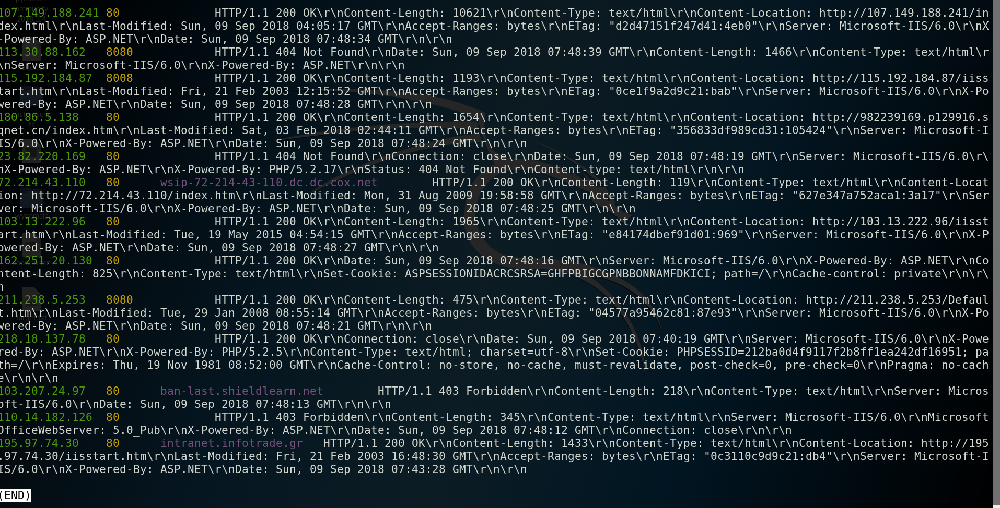 107.149.188.241 80 HTTP/1.1 200 OK\r\nContent-Length: 10621\r\nContent-Type: text/html\r\nContent-Location: http://107.149.188.241/in
dex.html\r\nLast-Modified: Sun, 09 Sep 2018 04:05:17 GMT\r\nAccept-Ranges: bytes\r\nETag: "d2d47151f247d41:4eb0"\r\nServer: Microsoft-IIS/6.0\r\nX
-Powered-By: ASP.NET\r\nDate: Sun, 09 Sep 2018 07:48:34 GMT\r\n\r\n
113.30.88.162 8080 HTTP/1.1 404 Not Found\r\nDate: Sun, 09 Sep 2018 07:48:39 GMT\r\nContent-Length: 1466\r\nContent-Type: text/html\r
\nServer: Microsoft-IIS/6.0\r\nX-Powered-By: ASP.NET\r\n\r\n
115.192.184.87 8008 HTTP/1.1 200 OK\r\nContent-Length: 1193\r\nContent-Type: text/html\r\nContent-Location: http://115.192.184.87/iiss
tart.htm\r\nLast-Modified: Fri, 21 Feb 2003 12:15:52 GMT\r\nAccept-Ranges: bytes\r\nETag: "0ce1f9a2d9c21:bab"\r\nServer: Microsoft-IIS/6.0\r\nX-Po
wered-By: ASP.NET\r\nDate: Sun, 09 Sep 2018 07:48:28 GMT\r\n\r\n
180.86.5.138 80 HTTP/1.1 200 OK\r\nContent-Length: 1654\r\nContent-Type: text/html\r\nContent-Location: http://982239169.p129916.s
qnet.cn/index.htm\r\nLast-Modified: Sat, 03 Feb 2018 02:44:11 GMT\r\nAccept-Ranges: bytes\r\nETag: "356833df989cd31:105424"\r\nServer: Microsoft-I
IS/6.0\r\nX-Powered-By: ASP.NET\r\nDate: Sun, 09 Sep 2018 07:48:24 GMT\r\n\r\n
23.82.220.169 80 HTTP/1.1 404 Not Found\r\nConnection: close\r\nDate: Sun, 09 Sep 2018 07:48:19 GMT\r\nServer: Microsoft-IIS/6.0\r\
nX-Powered-By: ASP.NET\r\nX-Powered-By: PHP/5.2.17\r\nStatus: 404 Not Found\r\nContent-type: text/html\r\n\r\n
72.214.43.110 80 wsip-72-214-43-110.dc.dc.cox.net HTTP/1.1 200 OK\r\nContent-Length: 119\r\nContent-Type: text/html\r\nContent-Locat
ion: http://72.214.43.110/index.htm\r\nLast-Modified: Mon, 31 Aug 2009 19:58:58 GMT\r\nAccept-Ranges: bytes\r\nETag: "627e347a752aca1:3a17"\r\nSer
ver: Microsoft-IIS/6.0\r\nX-Powered-By: ASP.NET\r\nDate: Sun, 09 Sep 2018 07:48:25 GMT\r\n\r\n
103.13.222.96 80 HTTP/1.1 200 OK\r\nContent-Length: 1965\r\nContent-Type: text/html\r\nContent-Location: http://103.13.222.96/iisst
art.htm\r\nLast-Modified: Tue, 19 May 2015 04:54:15 GMT\r\nAccept-Ranges: bytes\r\nETag: "e84174dbef91d01:969"\r\nServer: Microsoft-IIS/6.0\r\nX-P
owered-By: ASP.NET\r\nDate: Sun, 09 Sep 2018 07:48:27 GMT\r\n\r\n
162.251.20.130 80 HTTP/1.1 200 OK\r\nDate: Sun, 09 Sep 2018 07:48:16 GMT\r\nServer: Microsoft-IIS/6.0\r\nX-Powered-By: ASP.NET\r\nCo
ntent-Length: 825\r\nContent-Type: text/html\r\nSet-Cookie: ASPSESSIONIDACRCSRSA=GHFPBIGCGPNBBONNAMFDKICI; path=/\r\nCache-control: private\r\n\r\
n
211.238.5.253 8080 HTTP/1.1 200 OK\r\nContent-Length: 475\r\nContent-Type: text/html\r\nContent-Location: http://211.238.5.253/Defaul
t.htm\r\nLast-Modified: Tue, 29 Jan 2008 08:55:14 GMT\r\nAccept-Ranges: bytes\r\nETag: "04577a95462c81:87e93"\r\nServer: Microsoft-IIS/6.0\r\nX-Po
wered-By: ASP.NET\r\nDate: Sun, 09 Sep 2018 07:48:21 GMT\r\n\r\n
218.18.137.78 80 HTTP/1.1 200 OK\r\nConnection: close\r\nDate: Sun, 09 Sep 2018 07:40:19 GMT\r\nServer: Microsoft-IIS/6.0\r\nX-Powe
red-By: ASP.NET\r\nX-Powered-By: PHP/5.2.5\r\nContent-Type: text/html; charset=utf-8\r\nSet-Cookie: PHPSESSID=212ba0d4f9117f2b8ff1ea242df16951; pa
th=/\r\nExpires: Thu, 19 Nov 1981 08:52:00 GMT\r\nCache-Control: no-store, no-cache, must-revalidate, post-check=0, pre-check=0\r\nPragma: no-cach
e\r\n\r\n
103.207.24.97 80 ban-last.shieldlearn.net HTTP/1.1 403 Forbidden\r\nContent-Length: 218\r\nContent-Type: text/html\r\nServer: Micros
oft-IIS/6.0\r\nDate: Sun, 09 Sep 2018 07:48:13 GMT\r\n\r\n
110.14.182.126 80 HTTP/1.1 403 Forbidden\r\nContent-Length: 345\r\nContent-Type: text/html\r\nServer: Microsoft-IIS/6.0\r\nMicrosoft
OfficeWebServer: 5.0_Pub\r\nX-Powered-By: ASP.NET\r\nDate: Sun, 09 Sep 2018 07:48:12 GMT\r\nConnection: close\r\n\r\n
195.97.74.30 80 intranet.infotrade.gr HTTP/1.1 200 OK\r\nContent-Length: 1433\r\nContent-Type: text/html\r\nContent-Location: http://195
.97.74.30/iisstart.htm\r\nLast-Modified: Fri, 21 Feb 2003 16:48:30 GMT\r\nAccept-Ranges: bytes\r\nETag: "0c3110c9d9c21:db4"\r\nServer: Microsoft-I
IS/6.0\r\nX-Powered-By: ASP.NET\r\nDate: Sun, 09 Sep 2018 07:43:28 GMT\r\n\r\n
(END)